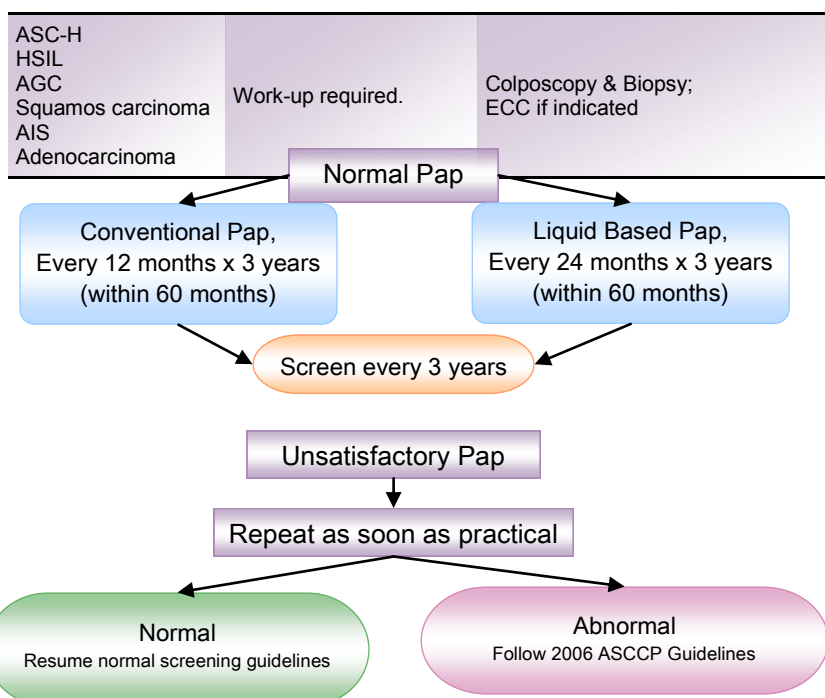 ASC-H
HSIL
AGC
Squamos carcinoma
AIS
Adenocarcinoma
Work-up required.
Colposcopy & Biopsy;
ECC if indicated
Normal Pap
Conventional Pap,
Every 12 months x 3 years
(within 60 months)
Liquid Based Pap,
Every 24 months x 3 years
(within 60 months)
Screen every 3 years
Unsatisfactory Pap
Repeat as soon as practical
Normal
Resume normal screening guidelines
Abnormal
Follow 2006 ASCCP Guidelines